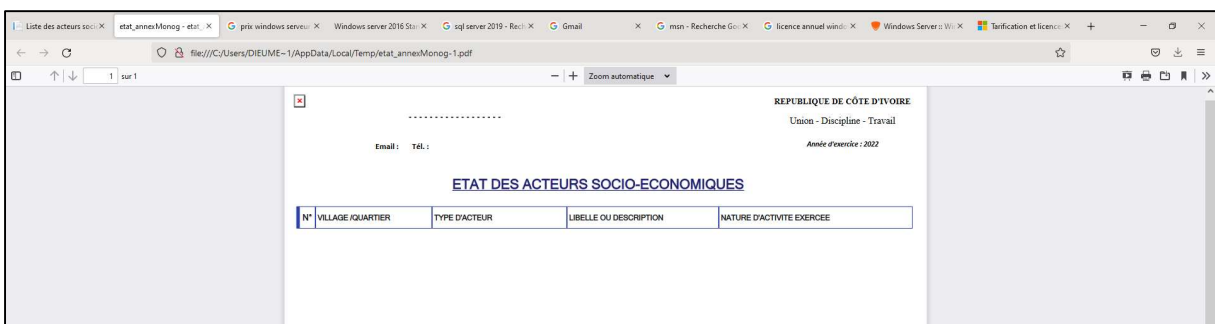 Liste des acteurs soci
etat_annexMonog - etat_
prix windows serveur
Windows server 2016 Stan
sql server 2019 - Rech
Gmail
msn - Recherche Goo
licence annuel windo
Windows Server :: Wi
Tarification et licence
file:///C:/Users/DIEUME~1/AppData/Local/Temp/etat_annexMonog-1.pdf
1 sur 1
Zoom automatique
REPUBLIQUE DE CÔTE D'IVOIRE
- - - - - - - - - - - - - - - - - -
Union - Discipline - Travail
Email : Tél. :
Année d'exercice : 2022
ETAT DES ACTEURS SOCIO-ECONOMIQUES
N° VILLAGE /QUARTIER TYPE D'ACTEUR LIBELLE OU DESCRIPTION NATURE D'ACTIVITE EXERCEE